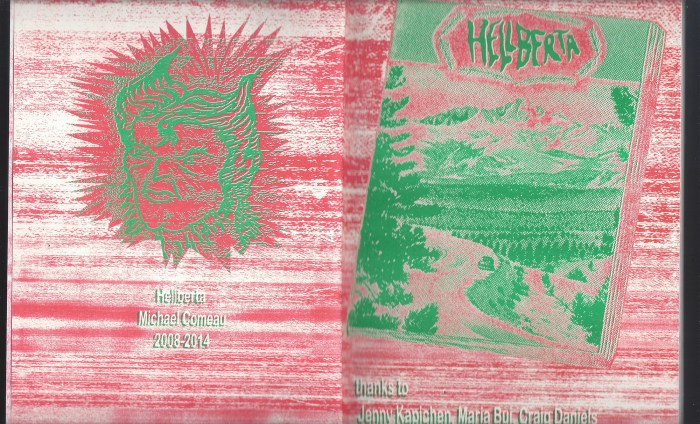 Hellberta
Michael Comeau
2008-2014
HELLBERTA
thanks to
Jenny Kapichen, Maria Bui, Craig Daniels